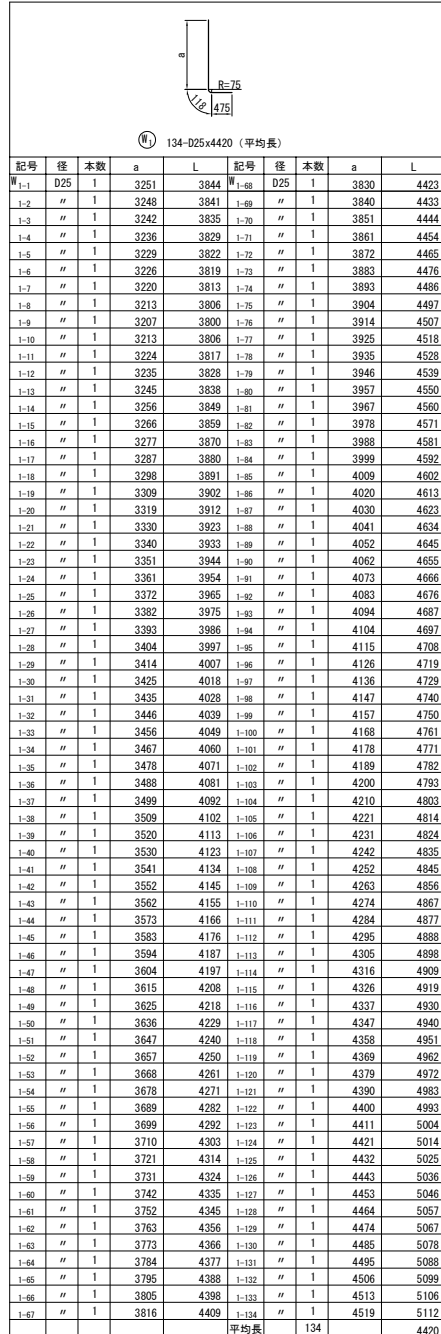 a
R=75
118
475
W1 134-D25x4420 (平均長)
記号 径 本数 a L 記号 径 本数 a L
W1-1 D25 1 3251 3844 W1-68 D25 1 3830 4423
1-2 〃 1 3248 3841 1-69 〃 1 3840 4433
1-3 〃 1 3242 3835 1-70 〃 1 3851 4444
1-4 〃 1 3236 3829 1-71 〃 1 3861 4454
1-5 〃 1 3229 3822 1-72 〃 1 3872 4465
1-6 〃 1 3226 3819 1-73 〃 1 3883 4476
1-7 〃 1 3220 3813 1-74 〃 1 3893 4486
1-8 〃 1 3213 3806 1-75 〃 1 3904 4497
1-9 〃 1 3207 3800 1-76 〃 1 3914 4507
1-10 〃 1 3213 3806 1-77 〃 1 3925 4518
1-11 〃 1 3224 3817 1-78 〃 1 3935 4528
1-12 〃 1 3235 3828 1-79 〃 1 3946 4539
1-13 〃 1 3245 3838 1-80 〃 1 3957 4550
1-14 〃 1 3256 3849 1-81 〃 1 3967 4560
1-15 〃 1 3266 3859 1-82 〃 1 3978 4571
1-16 〃 1 3277 3870 1-83 〃 1 3988 4581
1-17 〃 1 3287 3880 1-84 〃 1 3999 4592
1-18 〃 1 3298 3891 1-85 〃 1 4009 4602
1-19 〃 1 3309 3902 1-86 〃 1 4020 4613
1-20 〃 1 3319 3912 1-87 〃 1 4030 4623
1-21 〃 1 3330 3923 1-88 〃 1 4041 4634
1-22 〃 1 3340 3933 1-89 〃 1 4052 4645
1-23 〃 1 3351 3944 1-90 〃 1 4062 4655
1-24 〃 1 3361 3954 1-91 〃 1 4073 4666
1-25 〃 1 3372 3965 1-92 〃 1 4083 4676
1-26 〃 1 3382 3975 1-93 〃 1 4094 4687
1-27 〃 1 3393 3986 1-94 〃 1 4104 4697
1-28 〃 1 3404 3997 1-95 〃 1 4115 4708
1-29 〃 1 3414 4007 1-96 〃 1 4126 4719
1-30 〃 1 3425 4018 1-97 〃 1 4136 4729
1-31 〃 1 3435 4028 1-98 〃 1 4147 4740
1-32 〃 1 3446 4039 1-99 〃 1 4157 4750
1-33 〃 1 3456 4049 1-100 〃 1 4168 4761
1-34 〃 1 3467 4060 1-101 〃 1 4178 4771
1-35 〃 1 3478 4071 1-102 〃 1 4189 4782
1-36 〃 1 3488 4081 1-103 〃 1 4200 4793
1-37 〃 1 3499 4092 1-104 〃 1 4210 4803
1-38 〃 1 3509 4102 1-105 〃 1 4221 4814
1-39 〃 1 3520 4113 1-106 〃 1 4231 4824
1-40 〃 1 3530 4123 1-107 〃 1 4242 4835
1-41 〃 1 3541 4134 1-108 〃 1 4252 4845
1-42 〃 1 3552 4145 1-109 〃 1 4263 4856
1-43 〃 1 3562 4155 1-110 〃 1 4274 4867
1-44 〃 1 3573 4166 1-111 〃 1 4284 4877
1-45 〃 1 3583 4176 1-112 〃 1 4295 4888
1-46 〃 1 3594 4187 1-113 〃 1 4305 4898
1-47 〃 1 3604 4197 1-114 〃 1 4316 4909
1-48 〃 1 3615 4208 1-115 〃 1 4326 4919
1-49 〃 1 3625 4218 1-116 〃 1 4337 4930
1-50 〃 1 3636 4229 1-117 〃 1 4347 4940
1-51 〃 1 3647 4240 1-118 〃 1 4358 4951
1-52 〃 1 3657 4250 1-119 〃 1 4369 4962
1-53 〃 1 3668 4261 1-120 〃 1 4379 4972
1-54 〃 1 3678 4271 1-121 〃 1 4390 4983
1-55 〃 1 3689 4282 1-122 〃 1 4400 4993
1-56 〃 1 3699 4292 1-123 〃 1 4411 5004
1-57 〃 1 3710 4303 1-124 〃 1 4421 5014
1-58 〃 1 3721 4314 1-125 〃 1 4432 5025
1-59 〃 1 3731 4324 1-126 〃 1 4443 5036
1-60 〃 1 3742 4335 1-127 〃 1 4453 5046
1-61 〃 1 3752 4345 1-128 〃 1 4464 5057
1-62 〃 1 3763 4356 1-129 〃 1 4474 5067
1-63 〃 1 3773 4366 1-130 〃 1 4485 5078
1-64 〃 1 3784 4377 1-131 〃 1 4495 5088
1-65 〃 1 3795 4388 1-132 〃 1 4506 5099
1-66 〃 1 3805 4398 1-133 〃 1 4513 5106
1-67 〃 1 3816 4409 1-134 〃 1 4519 5112
平均長 134 4420